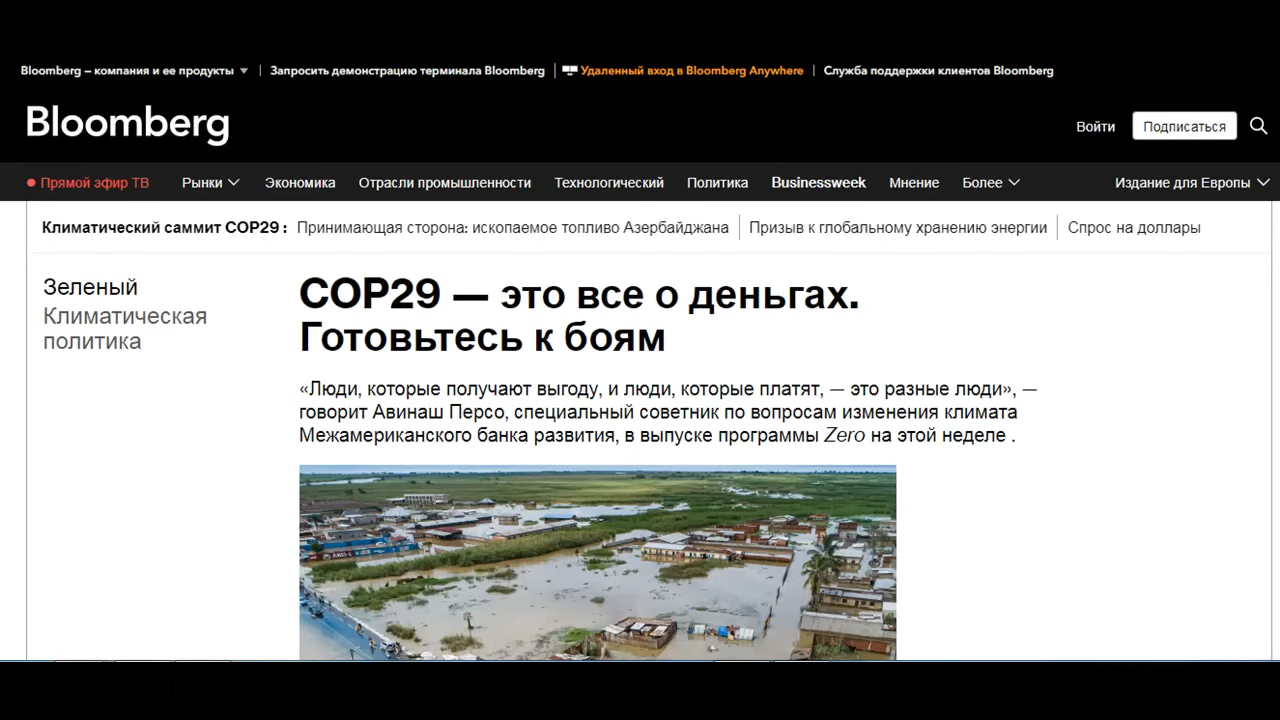 Bloomberg – компания и ее продукты
Запросить демонстрацию терминала Bloomberg
Удаленный вход в Bloomberg Anywhere
Служба поддержки клиентов Bloomberg
Bloomberg
Войти
Подписаться
Прямой эфир ТВ
Рынки
Экономика
Отрасли промышленности
Технологический
Политика
Businessweek
Мнение
Более
Издание для Европы
Климатический саммит COP29 :
Принимающая сторона: ископаемое топливо Азербайджана
Призыв к глобальному хранению энергии
Спрос на доллары
Зеленый
Климатическая
политика
COP29 — это все о деньгах.
Готовьтесь к боям
«Люди, которые получают выгоду, и люди, которые платят, — это разные люди», —
говорит Авинаш Персо, специальный советник по вопросам изменения климата
Межамериканского банка развития, в выпуске программы Zero на этой неделе .